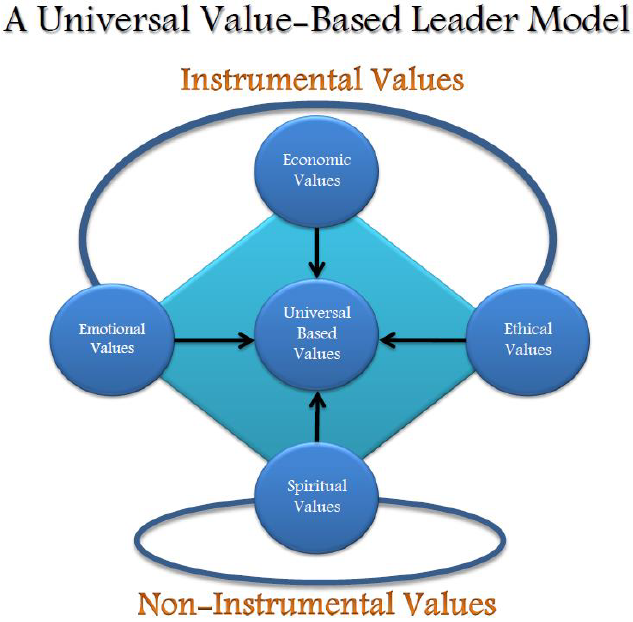 A Universal Value-Based Leader Model
Instrumental Values
Economic
Values
Emotional
Values
Universal
Based
Values
Ethical
Values
Spiritual
Values
Non-Instrumental Values